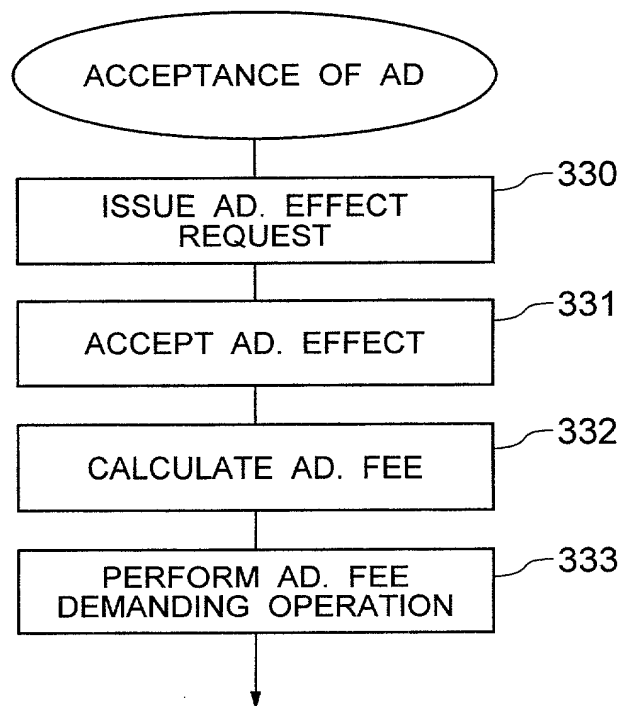 ACCEPTANCE OF AD
330
ISSUE AD. EFFECT
REQUEST
331
ACCEPT AD. EFFECT
332
CALCULATE AD. FEE
333
PERFORM AD. FEE
DEMANDING OPERATION